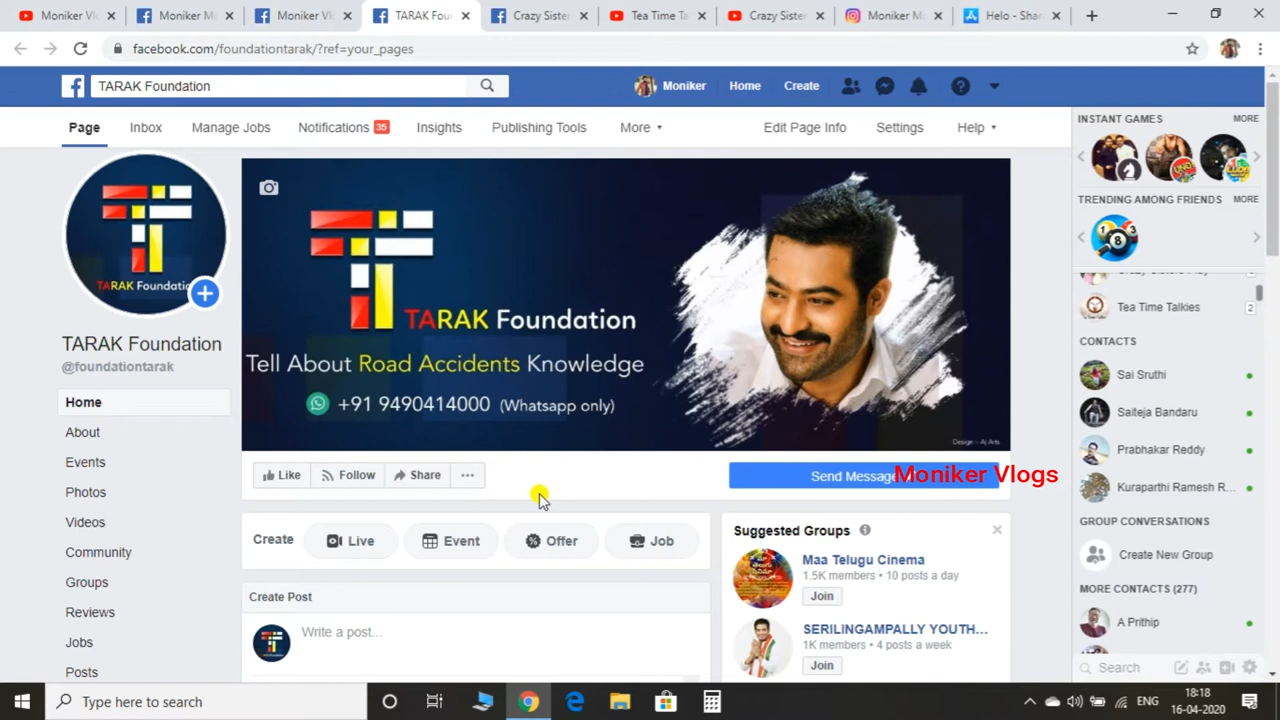 Moniker Vl
Moniker M
Moniker Vl
TARAK Fou
Crazy Siste
Tea Time Ta
Crazy Sister
Moniker M
Helo - Shar
facebook.com/foundationtarak/?ref=your_pages
TARAK Foundation
Moniker Home Create
Page Inbox Manage Jobs Notifications 35 Insights Publishing Tools More Edit Page Info Settings Help
TARAK Foundation
@foundationtarak
Home
About
Events
Photos
Videos
Community
Groups
Reviews
Jobs
Posts
TARAK Foundation
Tell About Road Accidents Knowledge
+91 9490414000 (Whatsapp only)
Design :- Aj Arts
Like Follow Share
Send Message
Moniker Vlogs
Create Live Event Offer Job
Create Post
Write a post...
Suggested Groups
Maa Telugu Cinema
1.5K members • 10 posts a day
Join
SERILINGAMPALLY YOUTH...
1K members • 4 posts a week
Join
INSTANT GAMES MORE
TRENDING AMONG FRIENDS MORE
Tea Time Talkies 2
CONTACTS
Sai Sruthi
Saiteja Bandaru
Prabhakar Reddy
Kuraparthi Ramesh R...
GROUP CONVERSATIONS
Create New Group
MORE CONTACTS (277)
A Prithip
Search
Type here to search
ENG
18:18
16-04-2020